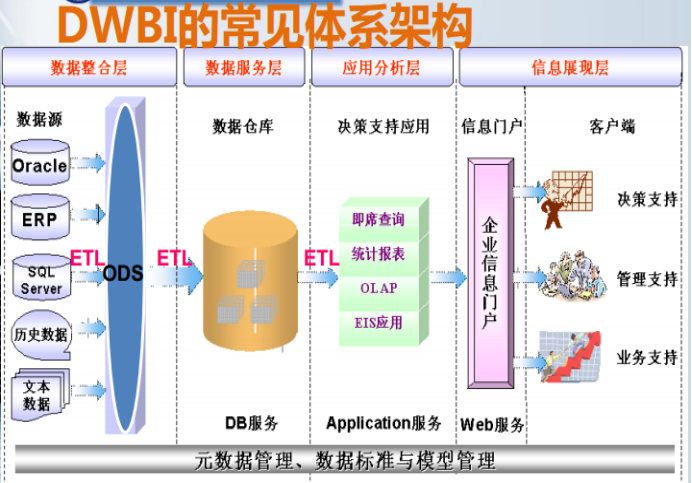 DWBI的常见体系架构
数据整合层
数据服务层
应用分析层
信息展现层
数据源
数据仓库
决策支持应用
信息门户
客户端
Oracle
ERP
SQL
Server
历史数据
文本
数据
ETL
ODS
ETL
ETL
即席查询
统计报表
OLAP
EIS应用
企业信息门户
决策支持
管理支持
业务支持
DB服务
Application服务
Web服务
元数据管理、数据标准与模型管理